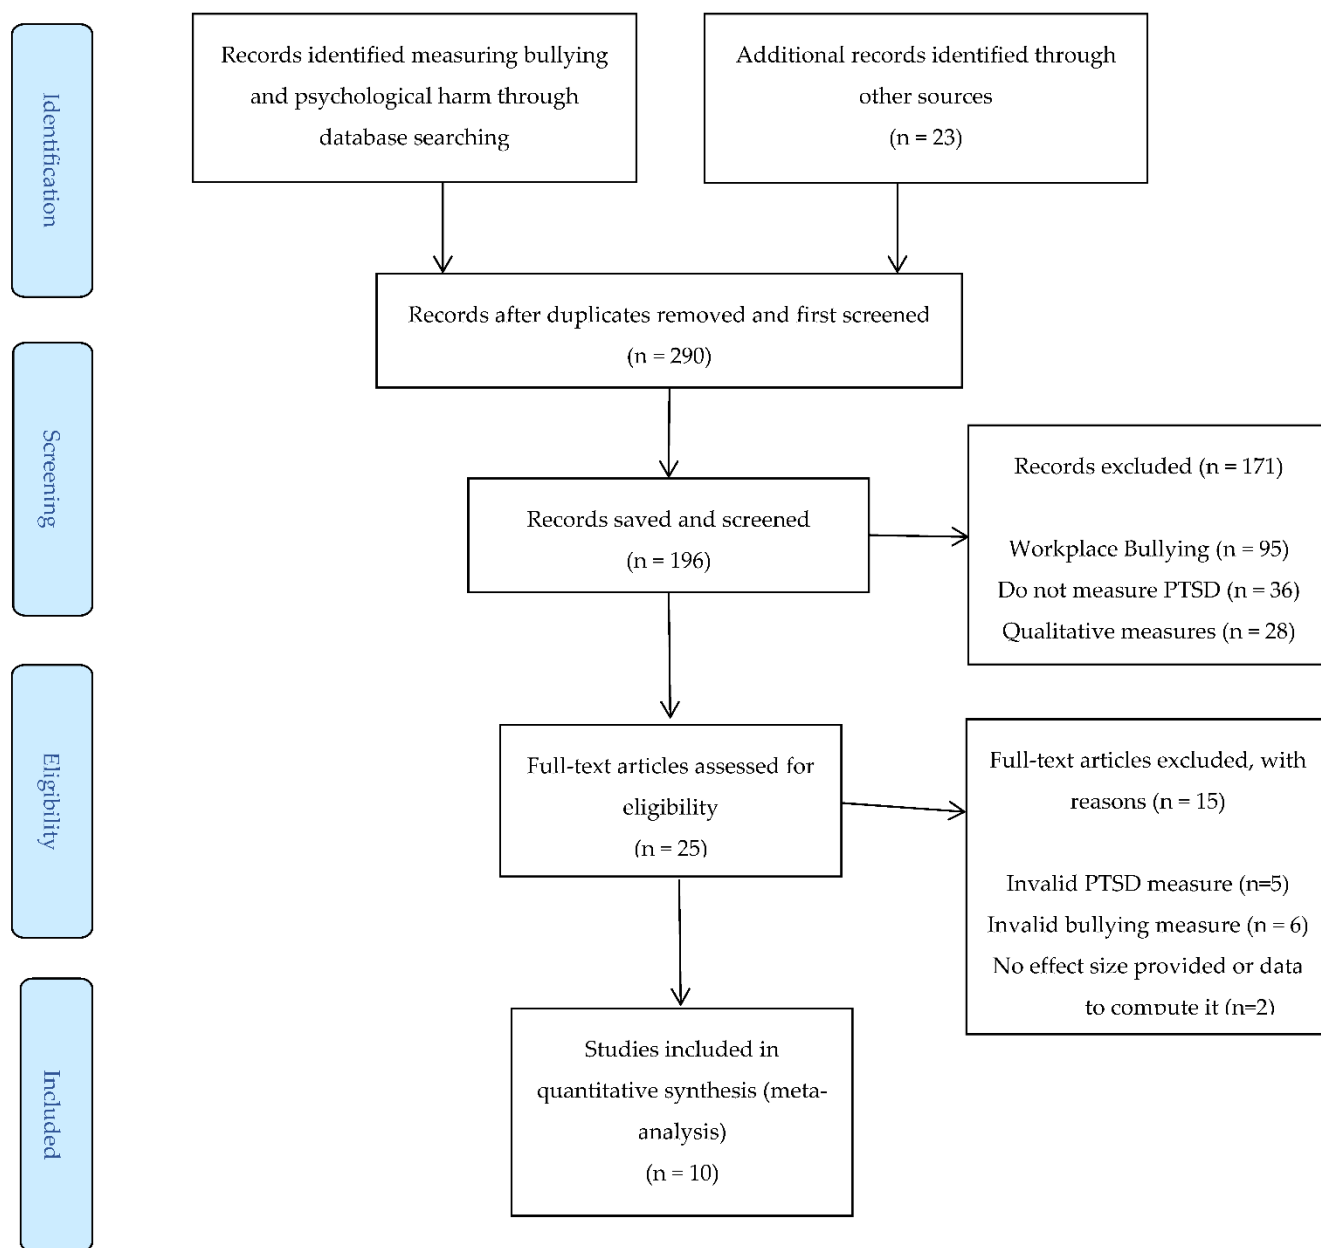 Identification
Records identified measuring bullying
and psychological harm through
database searching
Additional records identified through
other sources
(n = 23)
Records after duplicates removed and first screened
(n = 290)
Screening
Records saved and screened
(n = 196)
Records excluded (n = 171)
Workplace Bullying (n = 95)
Do not measure PTSD (n = 36)
Qualitative measures (n = 28)
Eligibility
Full-text articles assessed for
eligibility
(n = 25)
Full-text articles excluded, with
reasons (n = 15)
Invalid PTSD measure (n=5)
Invalid bullying measure (n = 6)
No effect size provided or data
to compute it (n=2)
Included
Studies included in
quantitative synthesis (meta-
analysis)
(n = 10)